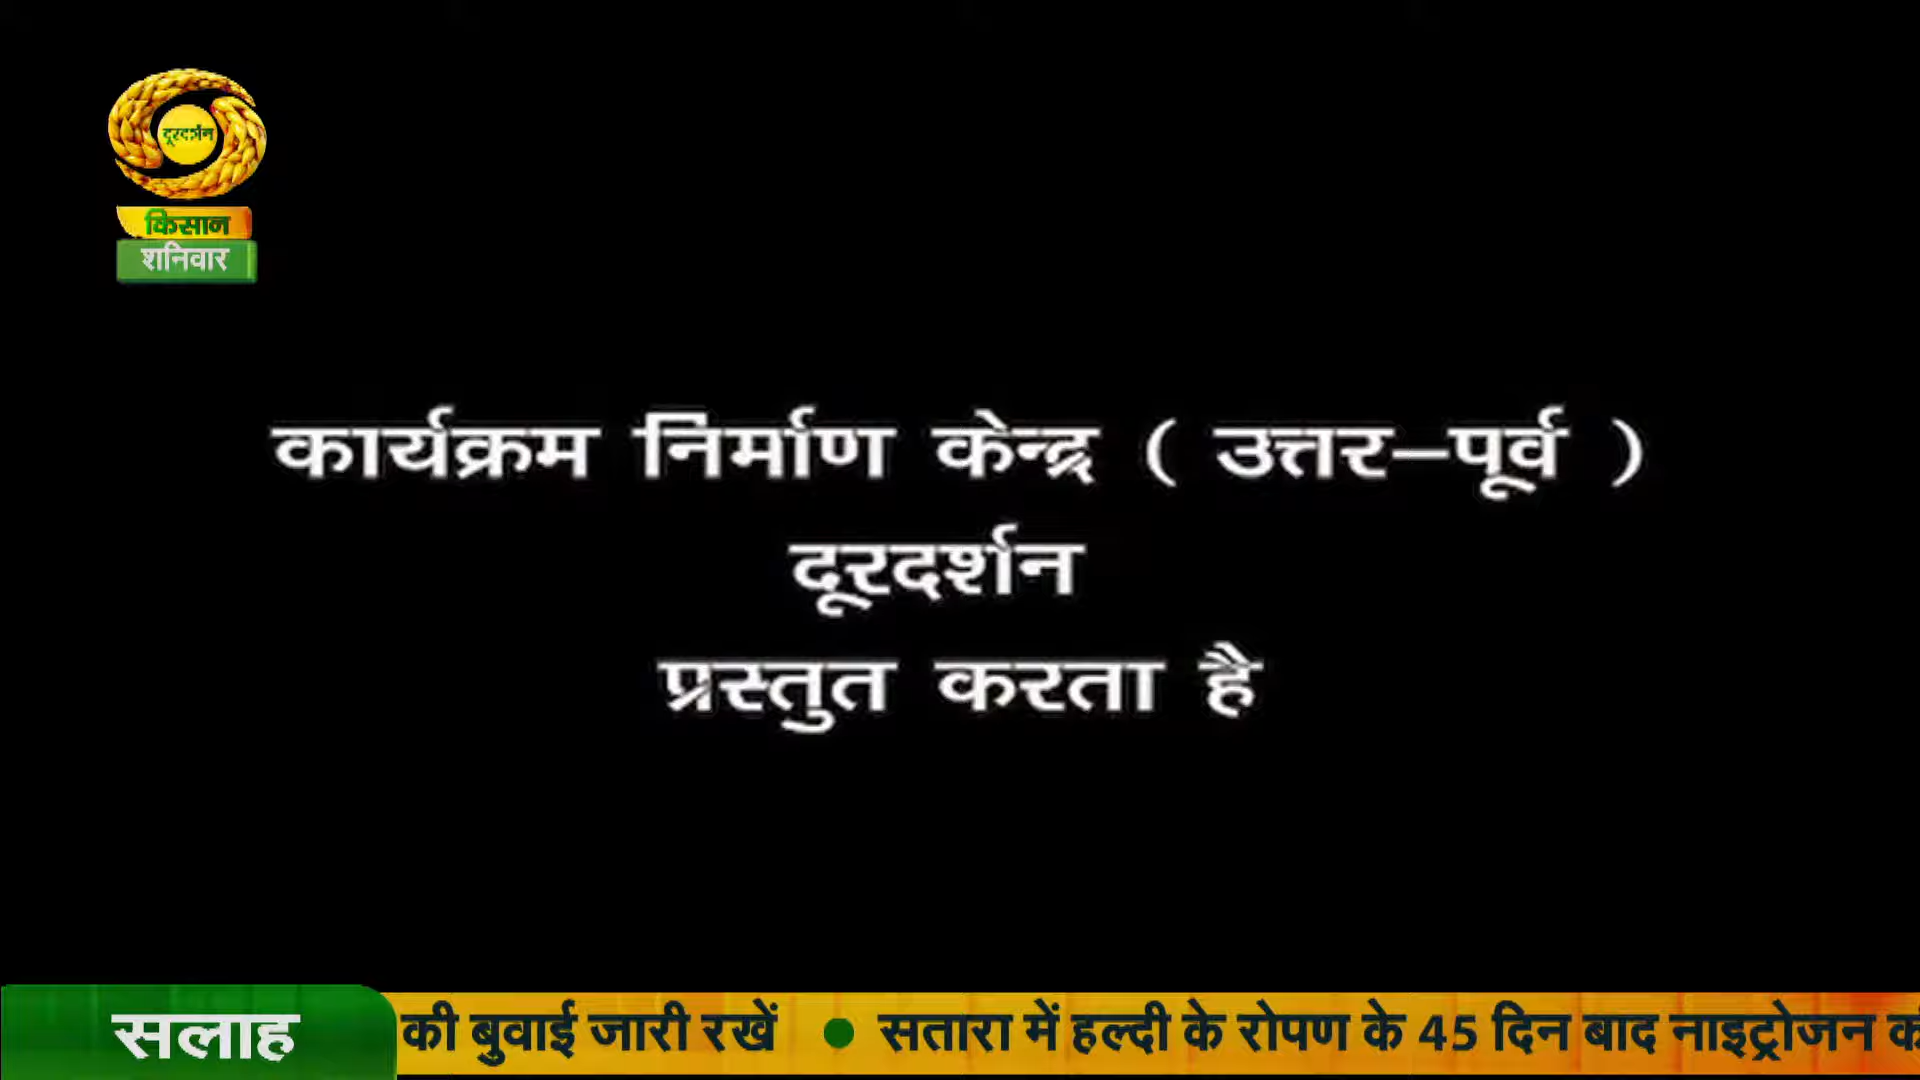 दूरदर्शन
किसान
शनिवार
कार्यक्रम निर्माण केन्द्र ( उत्तर–पूर्व )
दूरदर्शन
प्रस्तुत करता है
सलाह
की बुवाई जारी रखें ● सतारा में हल्दी के रोपण के 45 दिन बाद नाइट्रोजन